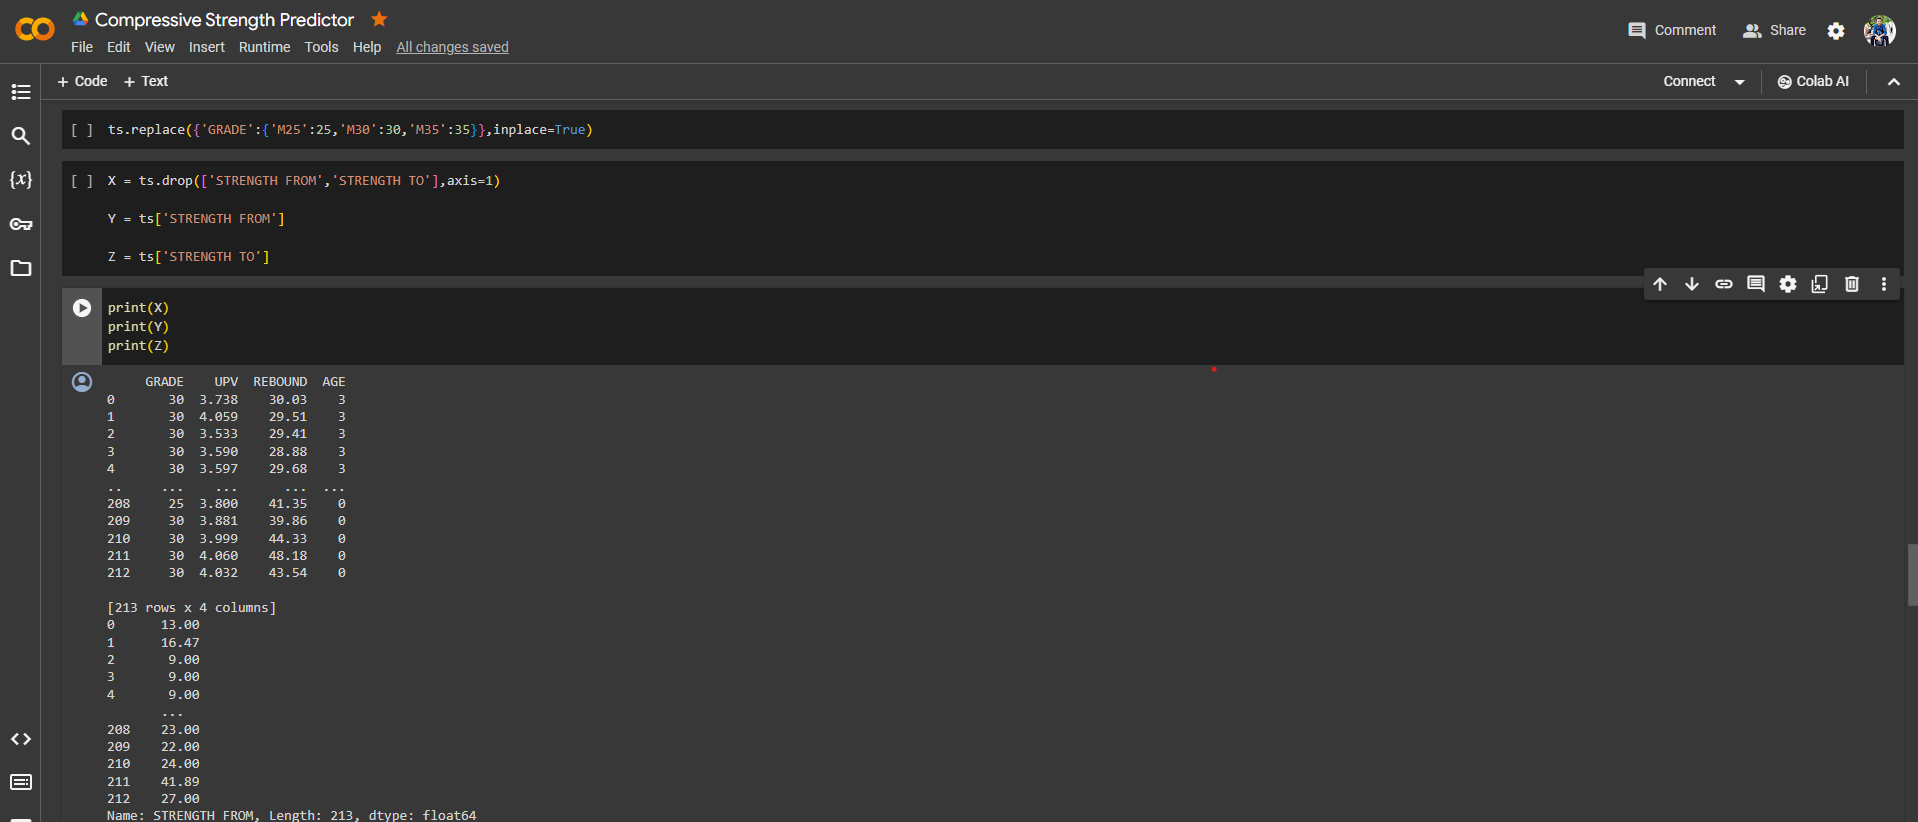 Compressive Strength Predictor
File Edit View Insert Runtime Tools Help All changes saved
Comment Share
+ Code + Text
Connect Colab AI
{x}
[ ] ts.replace({'GRADE':{'M25':25,'M30':30,'M35':35}},inplace=True)
[ ] X = ts.drop(['STRENGTH FROM','STRENGTH TO'],axis=1)
Y = ts['STRENGTH FROM']
Z = ts['STRENGTH TO']
print(X)
print(Y)
print(Z)
GRADE UPV REBOUND AGE
0 30 3.738 30.03 3
1 30 4.059 29.51 3
2 30 3.533 29.41 3
3 30 3.590 28.88 3
4 30 3.597 29.68 3
.. ... ... ... ...
208 25 3.800 41.35 0
209 30 3.881 39.86 0
210 30 3.999 44.33 0
211 30 4.060 48.18 0
212 30 4.032 43.54 0
[213 rows x 4 columns]
0 13.00
1 16.47
2 9.00
3 9.00
4 9.00
...
208 23.00
209 22.00
210 24.00
211 41.89
212 27.00
Name: STRENGTH FROM, Length: 213, dtype: float64